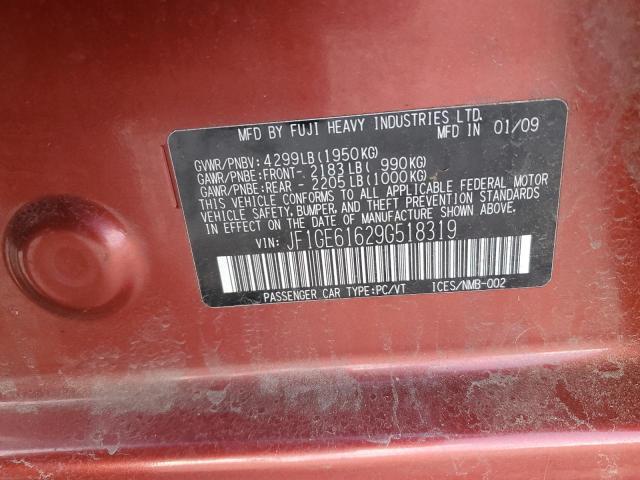 MFD BY FUJI HEAVY INDUSTRIES LTD.
MFD IN 01/09
GVWR/PNBV: 4299LB(1950KG)
GAWR/PNBE:FRONT- 2183LB( 990KG)
GAWR/PNBE:REAR - 2205LB(1000KG)
THIS VEHICLE CONFORMS TO ALL APPLICABLE FEDERAL MOTOR
VEHICLE SAFETY, BUMPER, AND THEFT PREVENTION STANDARDS
IN EFFECT ON THE DATE OF MANUFACTURE SHOWN ABOVE.
VIN: JF1GE61629G518319
PASSENGER CAR TYPE:PC/VT ICES/NMB-002